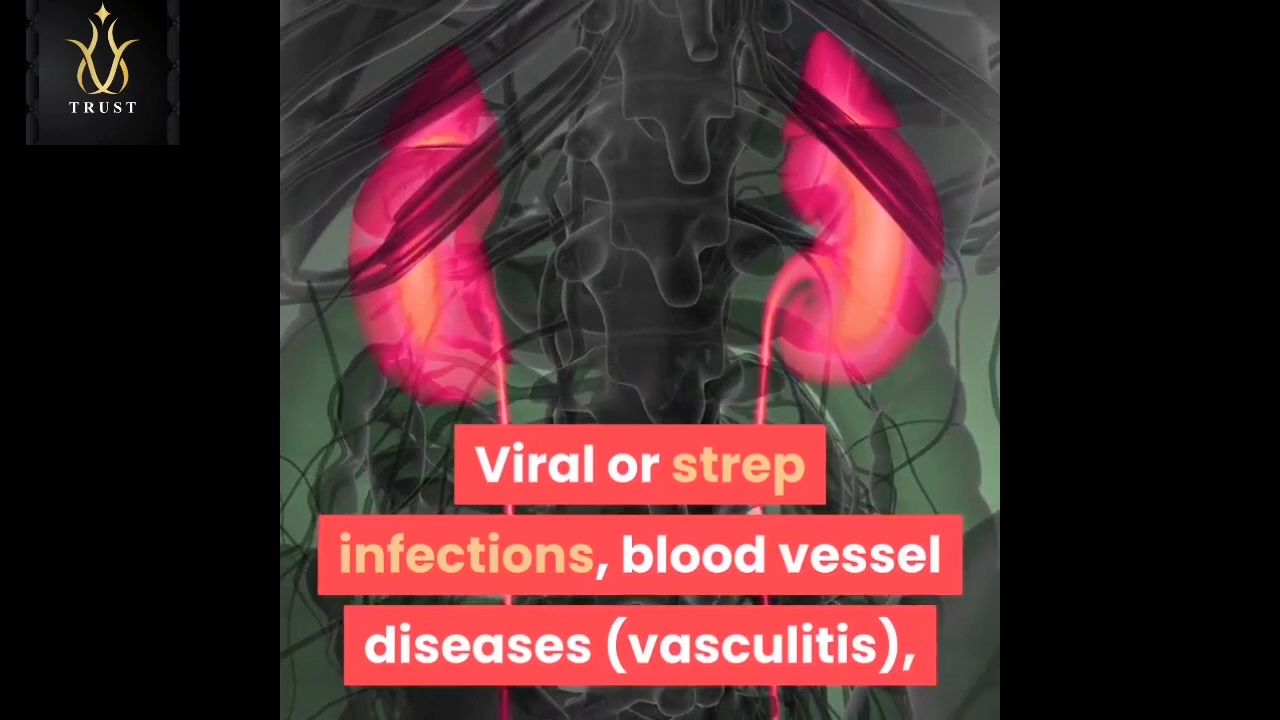 TRUST
Viral or strep
infections, blood vessel
diseases (vasculitis),